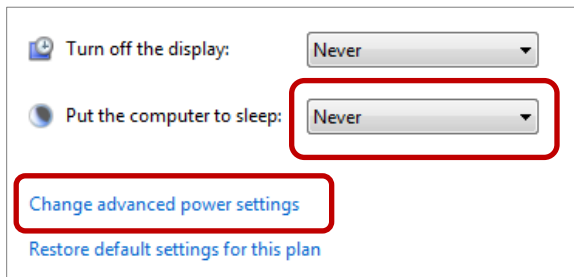 Turn off the display: Never
Put the computer to sleep: Never
Change advanced power settings
Restore default settings for this plan